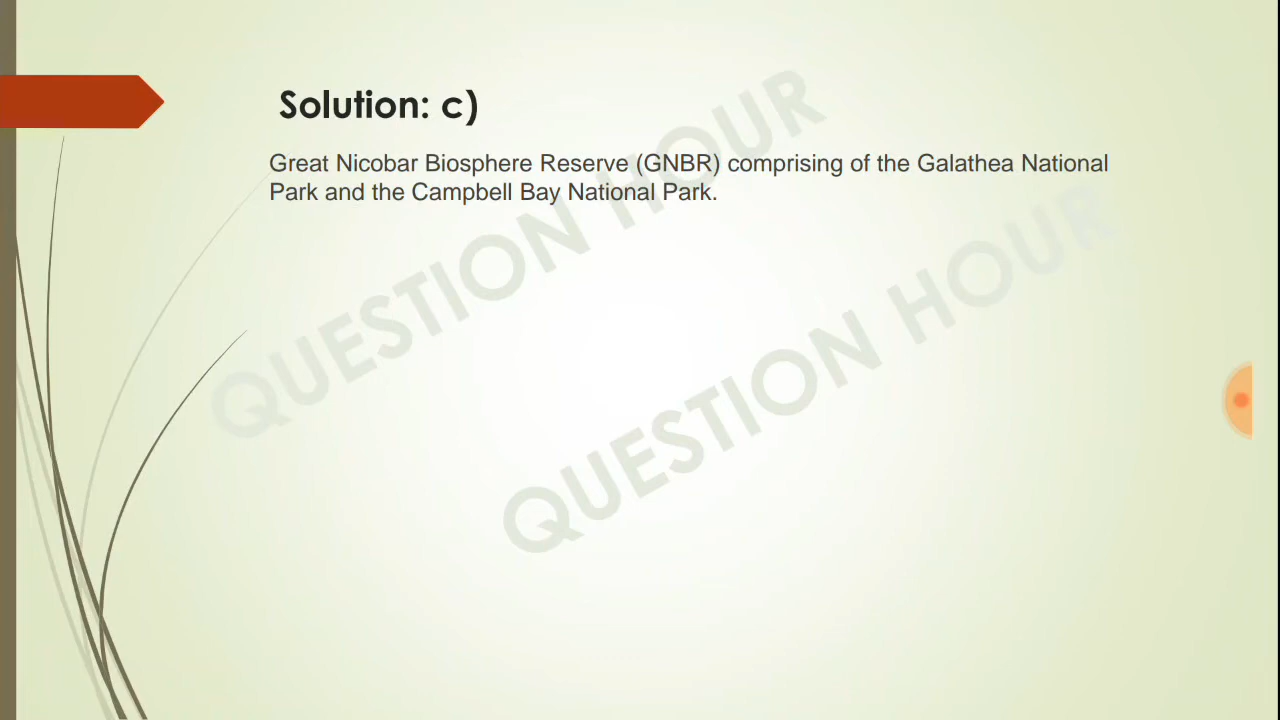 Solution: c)
Great Nicobar Biosphere Reserve (GNBR) comprising of the Galathea National
Park and the Campbell Bay National Park.
QUESTION HOUR
QUESTION HOUR